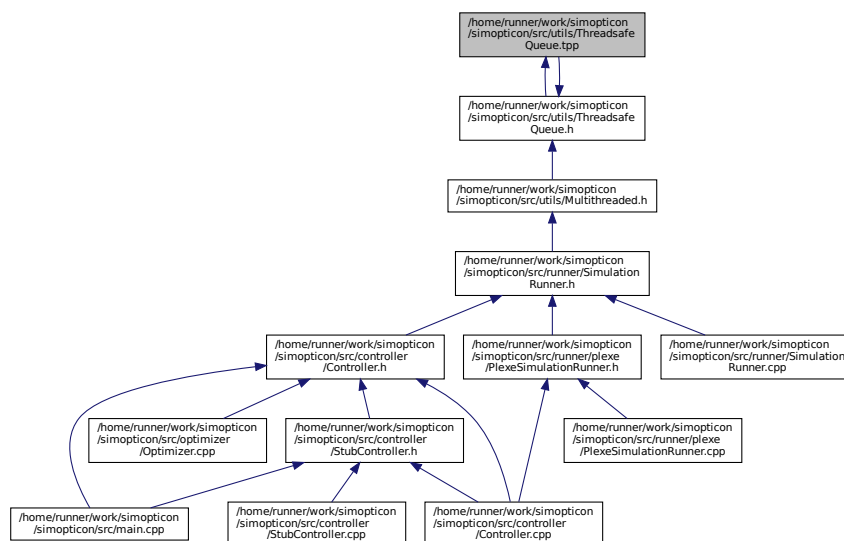 /home/runner/work/simopticon
/simopticon/src/utils/Threadsafe
Queue.tpp
/home/runner/work/simopticon
/simopticon/src/utils/Threadsafe
Queue.h
/home/runner/work/simopticon
/simopticon/src/utils/Multithreaded.h
/home/runner/work/simopticon
/simopticon/src/runner/Simulation
Runner.h
/home/runner/work/simopticon
/simopticon/src/controller
/Controller.h
/home/runner/work/simopticon
/simopticon/src/runner/plexe
/PlexeSimulationRunner.h
/home/runner/work/simopticon
/simopticon/src/runner/Simulation
Runner.cpp
/home/runner/work/simopticon
/simopticon/src/optimizer
/Optimizer.cpp
/home/runner/work/simopticon
/simopticon/src/controller
/StubController.h
/home/runner/work/simopticon
/simopticon/src/runner/plexe
/PlexeSimulationRunner.cpp
/home/runner/work/simopticon
/simopticon/src/main.cpp
/home/runner/work/simopticon
/simopticon/src/controller
/StubController.cpp
/home/runner/work/simopticon
/simopticon/src/controller
/Controller.cpp